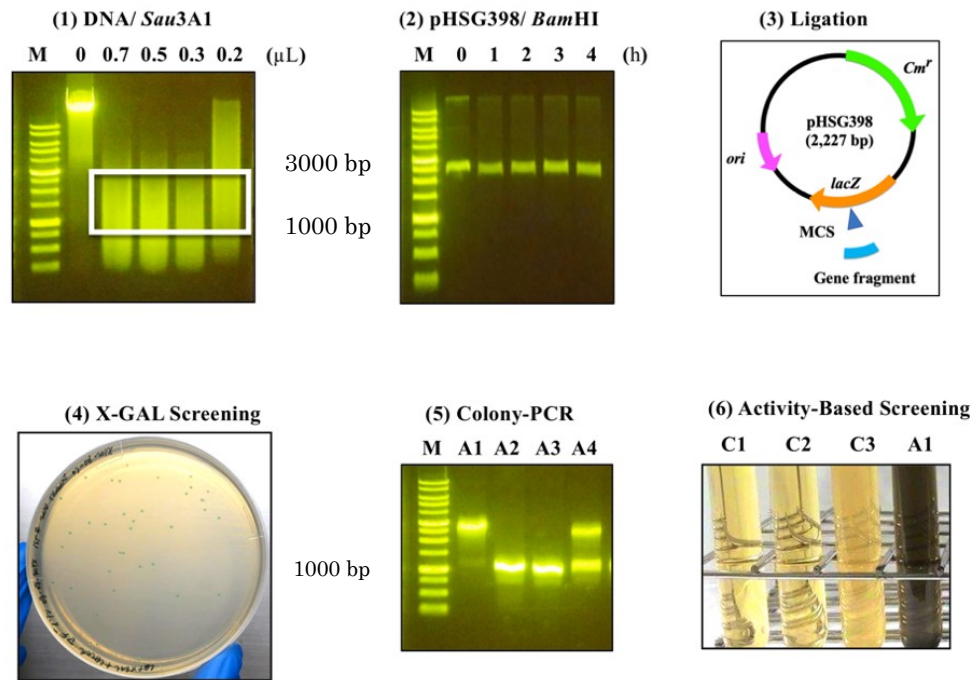 (1) DNA/ Sau3A1
M 0 0.7 0.5 0.3 0.2 (µL)
(2) pHSG398/ BamHI
M 0 1 2 3 4 (h)
(3) Ligation
3000 bp
1000 bp
Cmʳ
pHSG398
(2,227 bp)
ori
lacZ
MCS
Gene fragment
(4) X-GAL Screening
(5) Colony-PCR
M A1 A2 A3 A4
1000 bp
(6) Activity-Based Screening
C1 C2 C3 A1